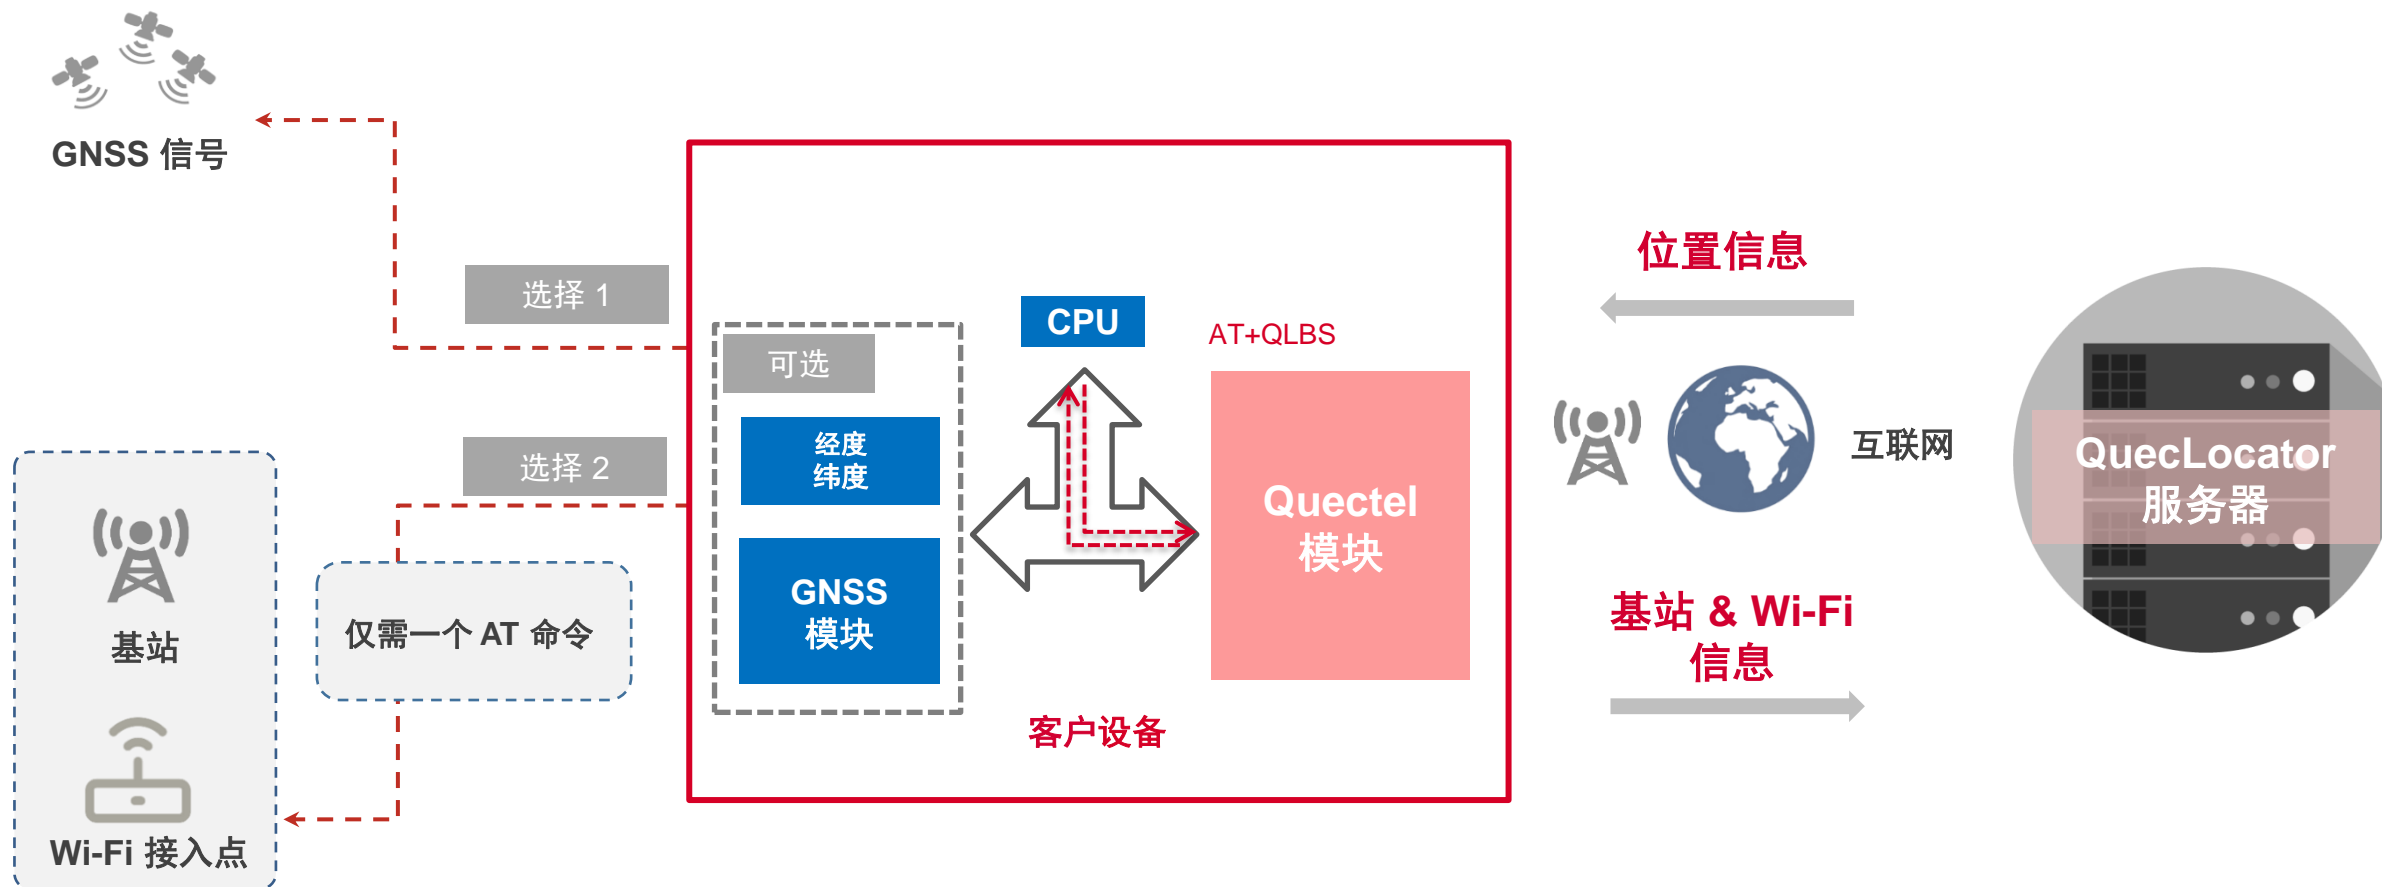 GNSS 信号
选择 1
选择 2
基站
Wi-Fi 接入点
仅需一个 AT 命令
可选
经度
纬度
GNSS
模块
CPU
AT+QLBS
Quectel
模块
客户设备
位置信息
互联网
基站 & Wi-Fi
信息
QuecLocator
服务器